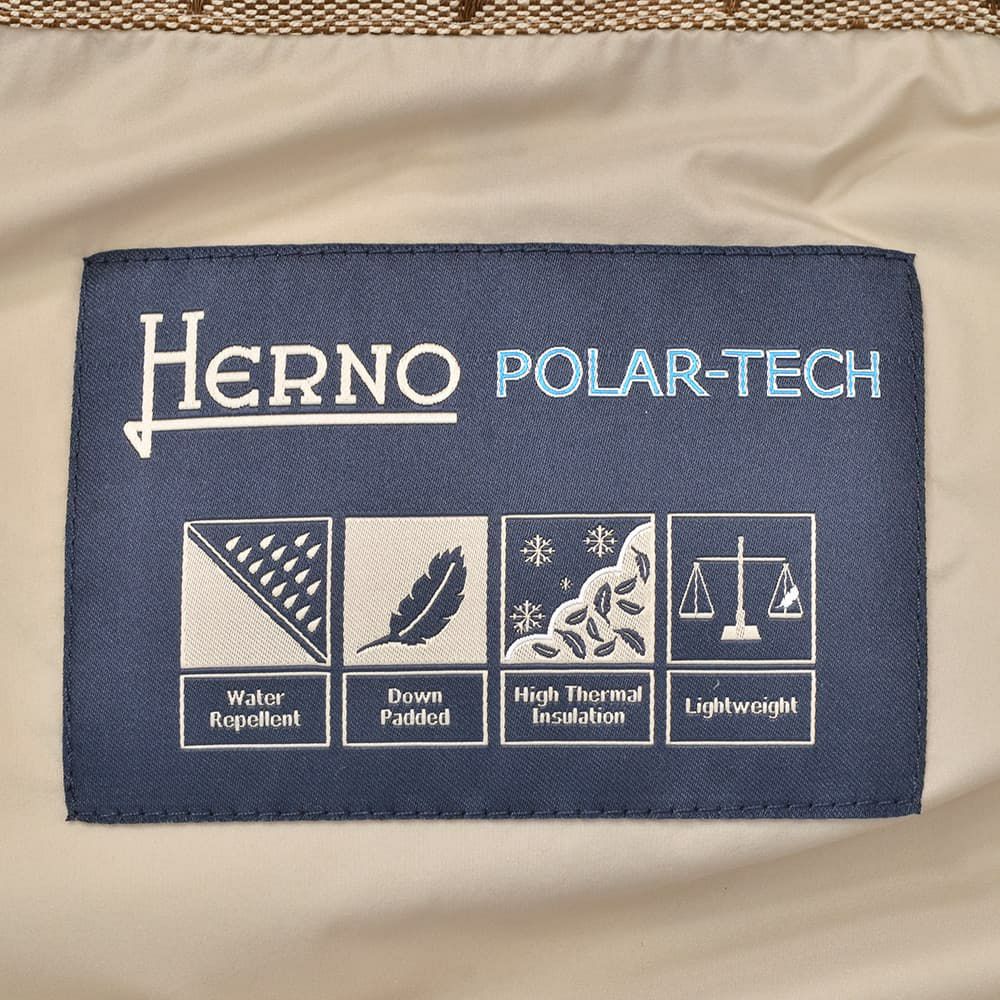 HERNO POLAR-TECH
Water
Repellent
Down
Padded
High Thermal
Insulation
Lightweight